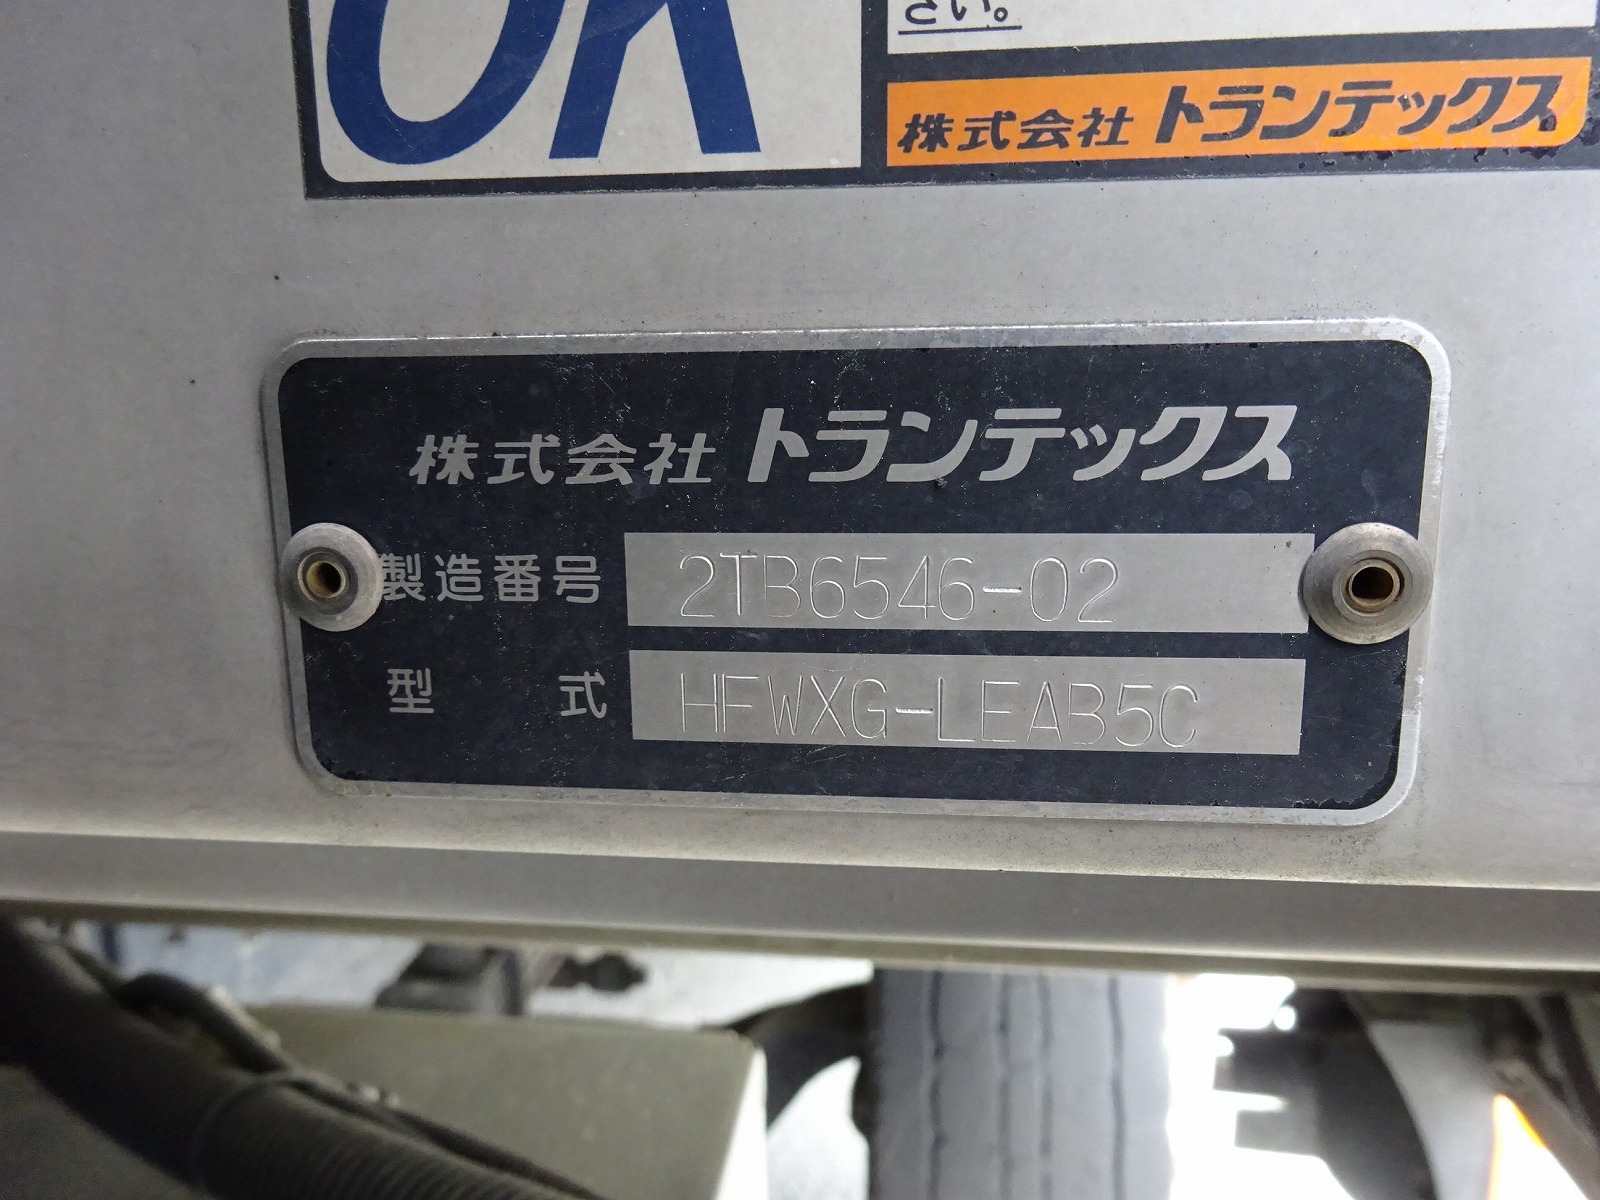 OK
さい。
株式会社 トランテックス
株式会社 トランテックス
製造番号 2TB6546-02
型式 HFWXG-LEAB5C